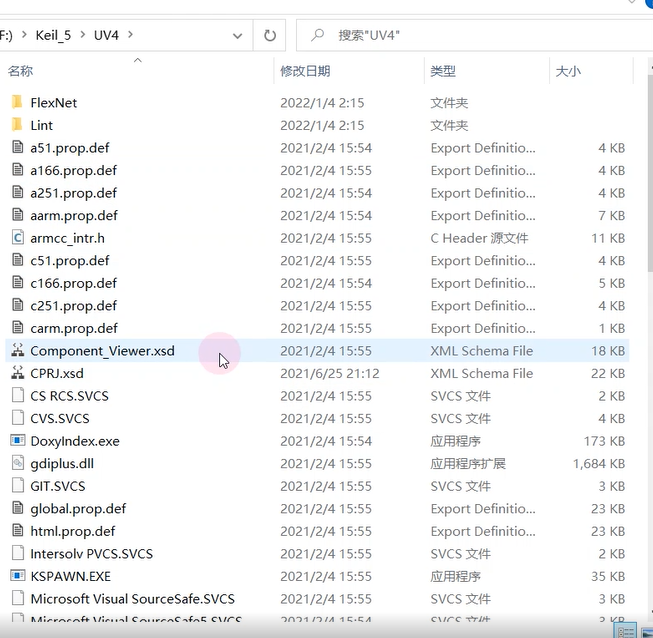 F:) > Keil_5 > UV4 >
搜索"UV4"
名称 修改日期 类型 大小
FlexNet 2022/1/4 2:15 文件夹
Lint 2022/1/4 2:15 文件夹
a51.prop.def 2021/2/4 15:54 Export Definitio... 4 KB
a166.prop.def 2021/2/4 15:55 Export Definitio... 4 KB
a251.prop.def 2021/2/4 15:54 Export Definitio... 4 KB
aarm.prop.def 2021/2/4 15:54 Export Definitio... 7 KB
armcc_intr.h 2021/2/4 15:55 C Header 源文件 11 KB
c51.prop.def 2021/2/4 15:55 Export Definitio... 4 KB
c166.prop.def 2021/2/4 15:54 Export Definitio... 5 KB
c251.prop.def 2021/2/4 15:55 Export Definitio... 4 KB
carm.prop.def 2021/2/4 15:55 Export Definitio... 1 KB
Component_Viewer.xsd 2021/2/4 15:55 XML Schema File 18 KB
CPRJ.xsd 2021/6/25 21:12 XML Schema File 22 KB
CS RCS.SVCS 2021/2/4 15:55 SVCS 文件 2 KB
CVS.SVCS 2021/2/4 15:55 SVCS 文件 4 KB
DoxyIndex.exe 2021/2/4 15:54 应用程序 173 KB
gdiplus.dll 2021/2/4 15:55 应用程序扩展 1,684 KB
GIT.SVCS 2021/2/4 15:55 SVCS 文件 3 KB
global.prop.def 2021/2/4 15:55 Export Definitio... 23 KB
html.prop.def 2021/2/4 15:55 Export Definitio... 23 KB
Intersolv PVCS.SVCS 2021/2/4 15:55 SVCS 文件 2 KB
KSPAWN.EXE 2021/2/4 15:55 应用程序 35 KB
Microsoft Visual SourceSafe.SVCS 2021/2/4 15:55 SVCS 文件 3 KB
Microsoft Visual SourceSafe5.SVCS 2021/2/4 15:55 SVCS 文件 3 KB